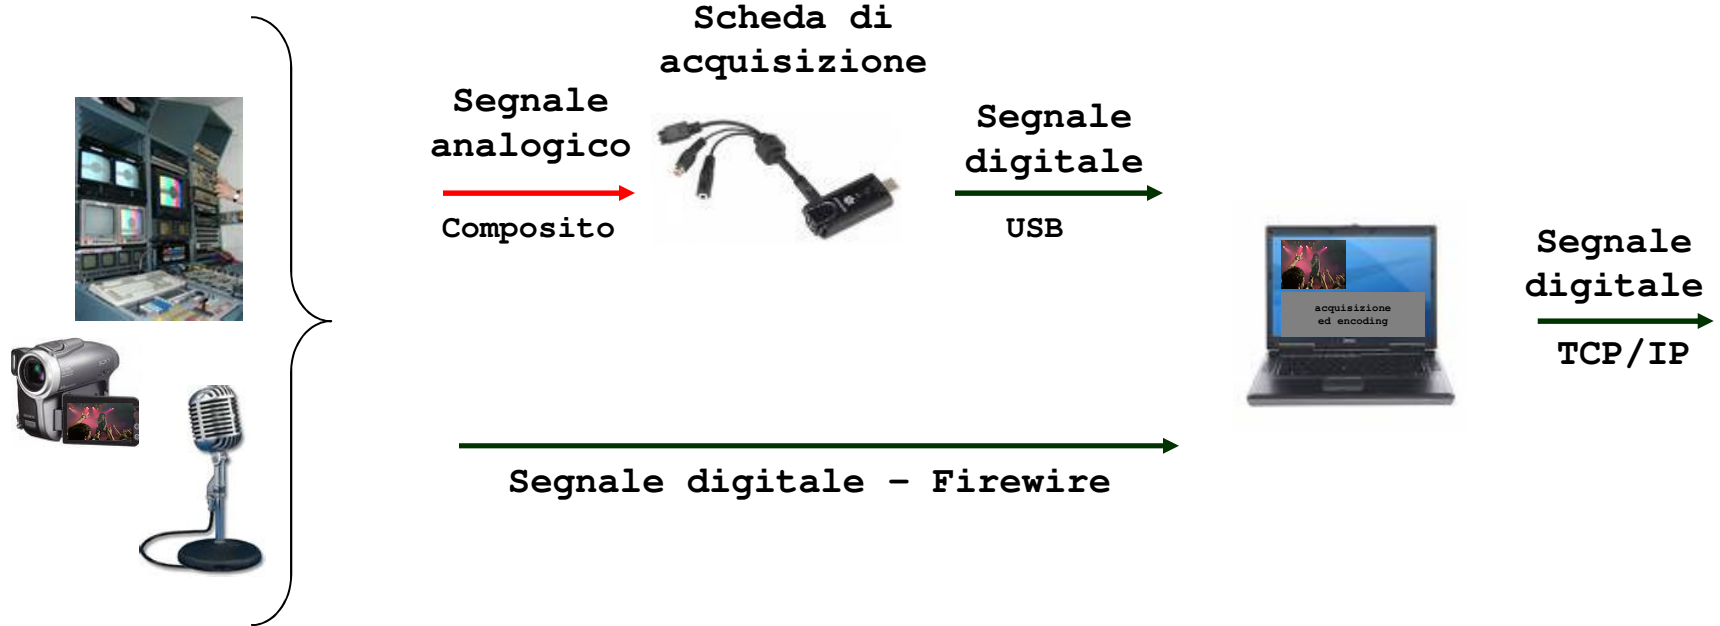 Scheda di
acquisizione
Segnale
analogico
Composito
Segnale
digitale
USB
acquisizione
ed encoding
Segnale
digitale
TCP/IP
Segnale digitale – Firewire